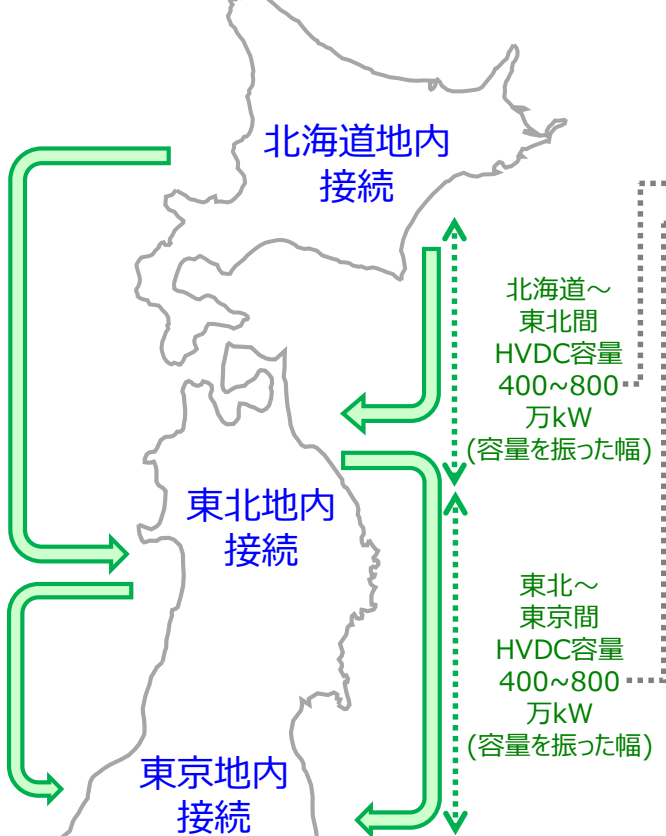 北海道地内
接続
北海道～
東北間
HVDC容量
400~800
万kW
(容量を振った幅)
東北地内
接続
東北～
東京間
HVDC容量
400~800
万kW
(容量を振った幅)
東京地内
接続